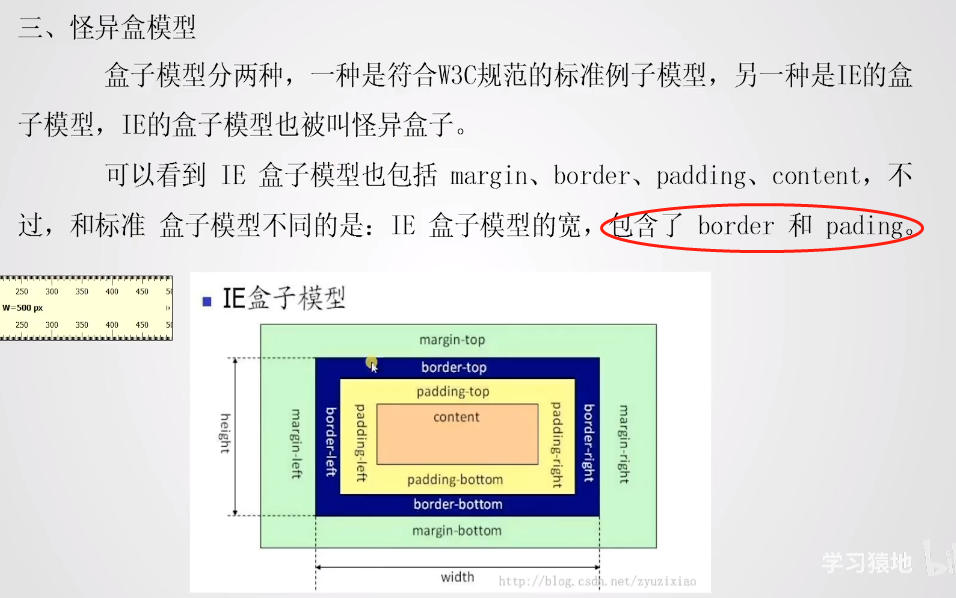 三、怪异盒模型
盒子模型分两种，一种是符合W3C规范的标准例子模型，另一种是IE的盒
子模型，IE的盒子模型也被叫怪异盒子。
可以看到 IE 盒子模型也包括 margin、border、padding、content，不
过，和标准 盒子模型不同的是：IE 盒子模型的宽，包含了 border 和 pading。
250 300 350 400 450
W=500 px
250 300 350 400 450
IE盒子模型
margin-top
border-top
padding-top
content
height
margin-left
border-left
padding-left
padding-right
border-right
margin-right
padding-bottom
border-bottom
margin-bottom
width
http://blog.csdn.net/zyuzixiao
学习猿地